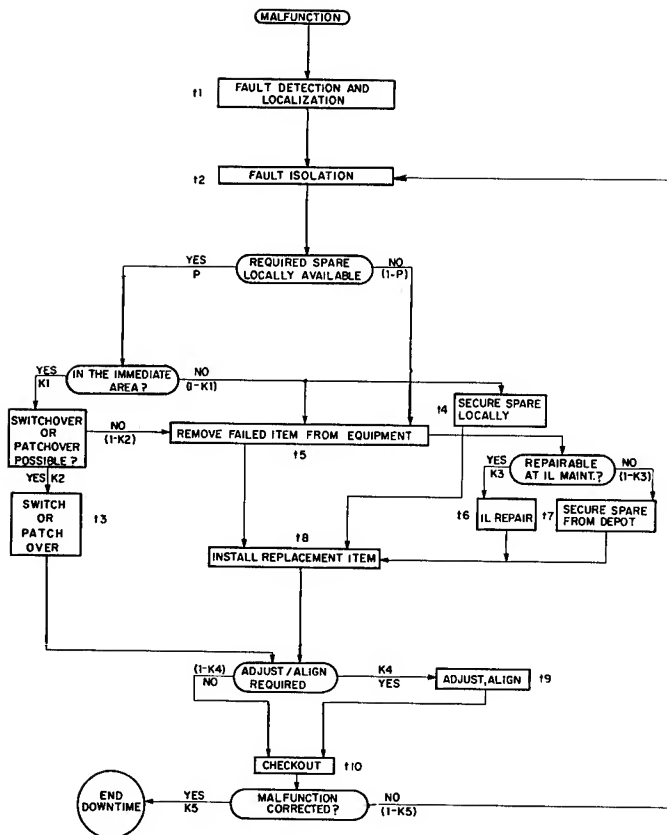 MALFUNCTION
t1
FAULT DETECTION AND
LOCALIZATION
t2
FAULT ISOLATION
YES
P
REQUIRED SPARE
LOCALLY AVAILABLE
NO
(1-P)
YES
K1
IN THE IMMEDIATE
AREA?
NO
(1-K1)
t4
SECURE SPARE
LOCALLY
SWITCHOVER
OR
PATCHOVER
POSSIBLE?
NO
(1-K2)
REMOVE FAILED ITEM FROM EQUIPMENT
t5
YES K2
YES
K3
REPAIRABLE
AT IL MAINT.?
NO
(1-K3)
SWITCH
OR
PATCH
OVER
t3
t6
IL REPAIR
t7
SECURE SPARE
FROM DEPOT
t8
INSTALL REPLACEMENT ITEM
(1-K4)
NO
ADJUST/ALIGN
REQUIRED
K4
YES
ADJUST, ALIGN
t9
CHECKOUT
t10
END
DOWNTIME
YES
K5
MALFUNCTION
CORRECTED?
NO
(1-K5)